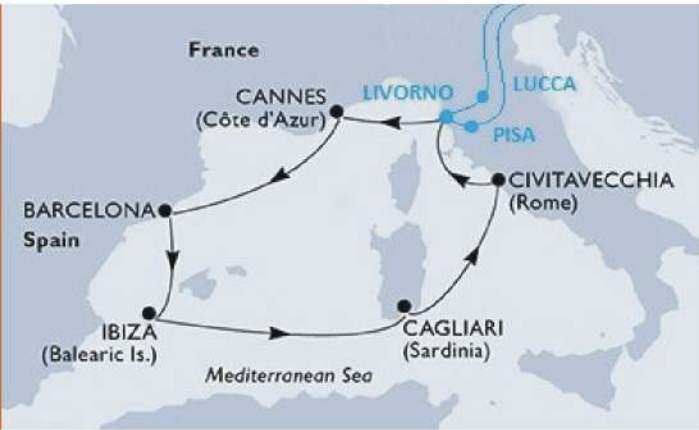 France
CANNES
(Côte d'Azur)
LIVORNO
LUCCA
PISA
CIVITAVECCHIA
(Rome)
BARCELONA
Spain
IBIZA
(Balearic Is.)
CAGLIARI
(Sardinia)
Mediterranean Sea